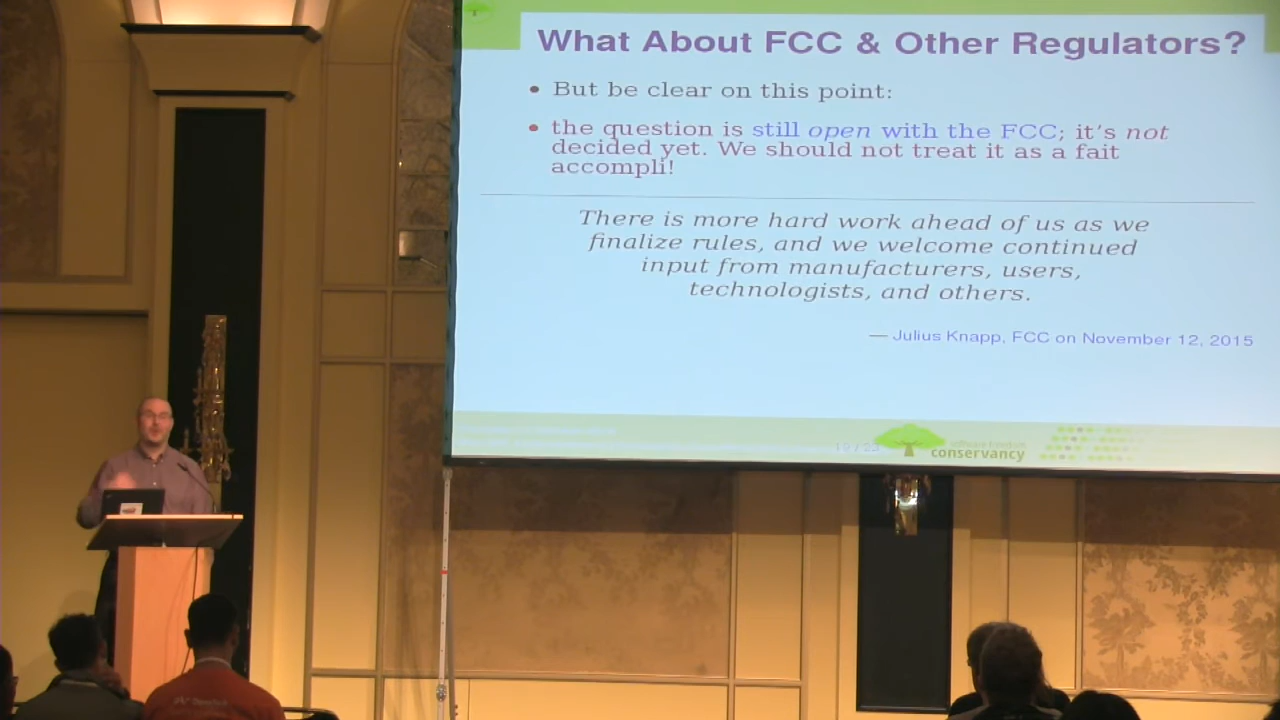 What About FCC & Other Regulators?
• But be clear on this point:
• the question is still open with the FCC; it's not
decided yet. We should not treat it as a fait
accompli!
There is more hard work ahead of us as we
finalize rules, and we welcome continued
input from manufacturers, users,
technologists, and others.
— Julius Knapp, FCC on November 12, 2015
software freedom
conservancy